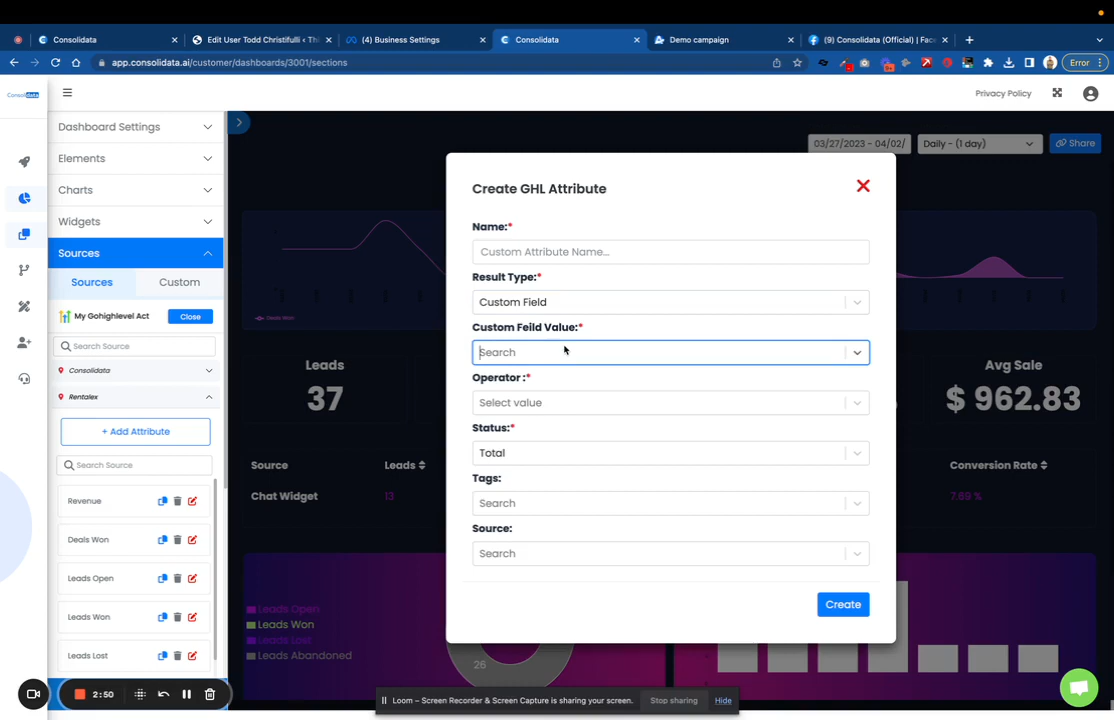 Consolidata
Edit User Todd Christifulli ‹ Th
(4) Business Settings
Consolidata
Demo campaign
(9) Consolidata (Official) | Fac
app.consolidata.ai/customer/dashboards/3001/sections
Error
Consolidata
Privacy Policy
Dashboard Settings
Elements
Charts
Widgets
Sources
Sources
Custom
My Gohighlevel Act
Close
Search Source
Consolidata
Rentalex
+ Add Attribute
Search Source
Revenue
Deals Won
Leads Open
Leads Won
Leads Lost
03/27/2023 - 04/02/
Daily - (1 day)
Share
Deals Won
Leads
37
Avg Sale
$ 962.83
Source
Leads
Conversion Rate
Chat Widget
13
7.69 %
Leads Open
Leads Won
Leads Lost
Leads Abandoned
26
Create GHL Attribute
Name:*
Custom Attribute Name...
Result Type:*
Custom Field
Custom Feild Value:*
Search
Operator :*
Select value
Status:*
Total
Tags:
Search
Source:
Search
Create
2:50
Loom – Screen Recorder & Screen Capture is sharing your screen.
Stop sharing
Hide